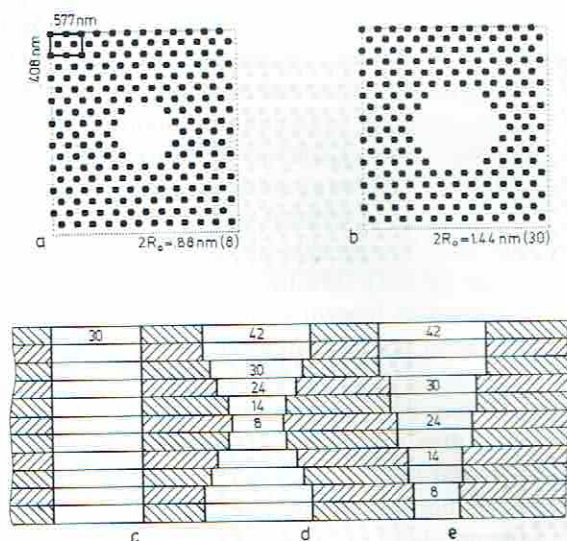 .577nm
.408 nm
a
2R₀=.88 nm (8)
b
2R₀=1.44 nm (30)
30 42 42
30
24 30
14
8 24
14
8
c d e